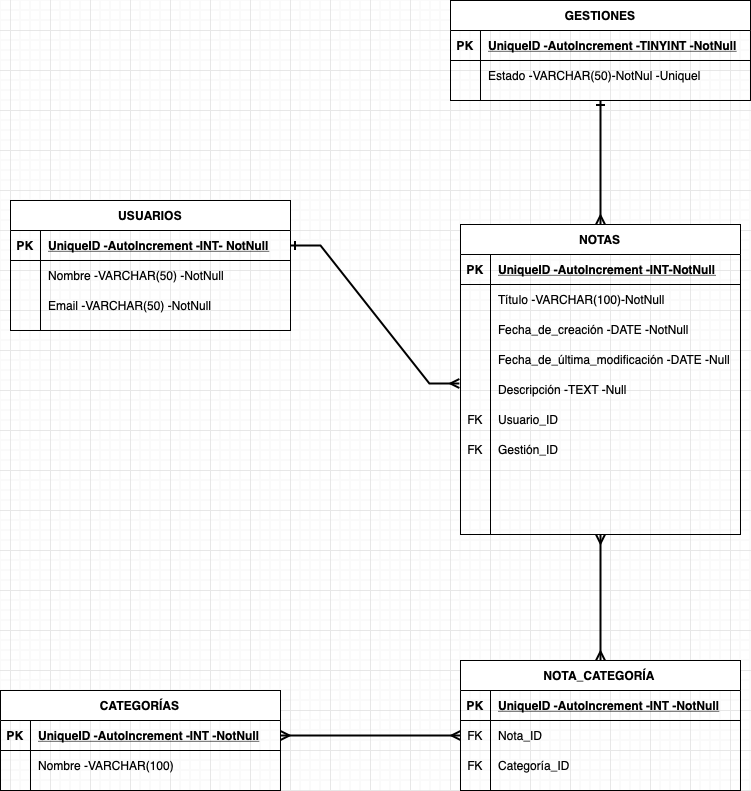 GESTIONES
PK UniqueID -AutoIncrement -TINYINT -NotNull
Estado -VARCHAR(50)-NotNul -Uniquel
USUARIOS
PK UniqueID -AutoIncrement -INT- NotNull
Nombre -VARCHAR(50) -NotNull
Email -VARCHAR(50) -NotNull
NOTAS
PK UniqueID -AutoIncrement -INT-NotNull
Título -VARCHAR(100)-NotNull
Fecha_de_creación -DATE -NotNull
Fecha_de_última_modificación -DATE -Null
Descripción -TEXT -Null
FK Usuario_ID
FK Gestión_ID
CATEGORÍAS
PK UniqueID -AutoIncrement -INT -NotNull
Nombre -VARCHAR(100)
NOTA_CATEGORÍA
PK UniqueID -AutoIncrement -INT -NotNull
FK Nota_ID
FK Categoría_ID